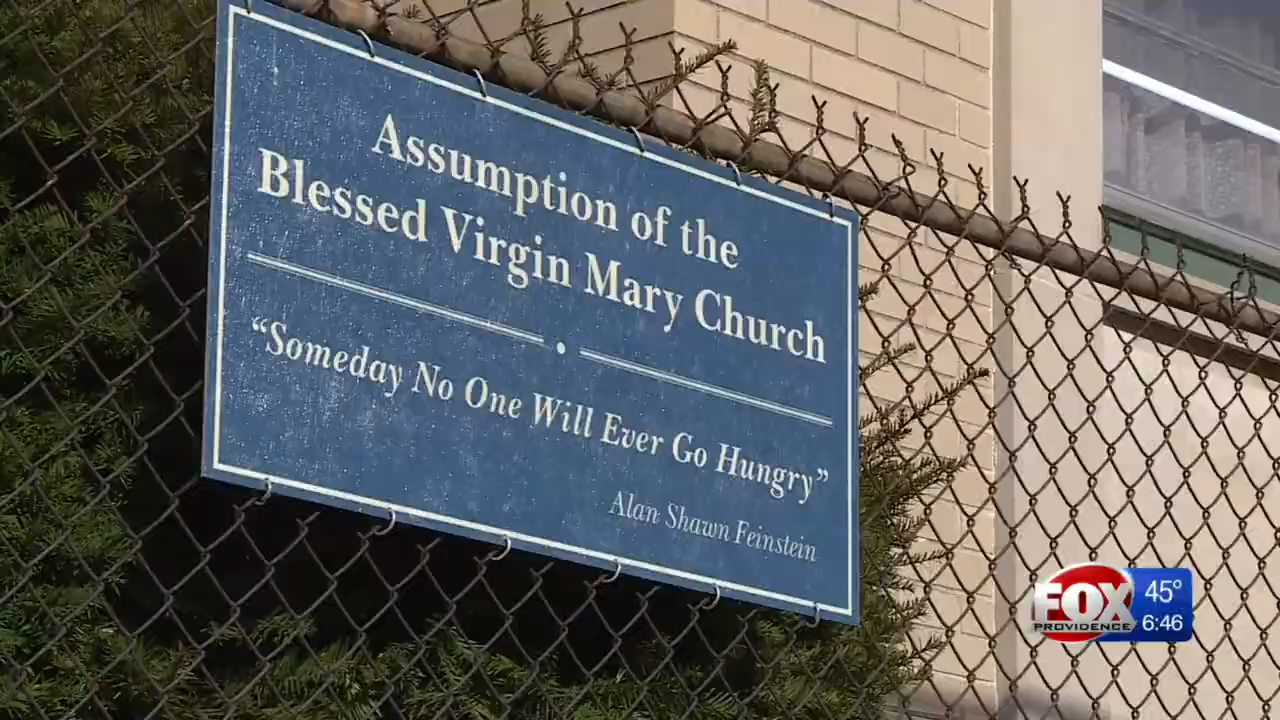 Assumption of the
Blessed Virgin Mary Church
“Someday No One Will Ever Go Hungry”
Alan Shawn Feinstein
FOX
PROVIDENCE
45°
6:46